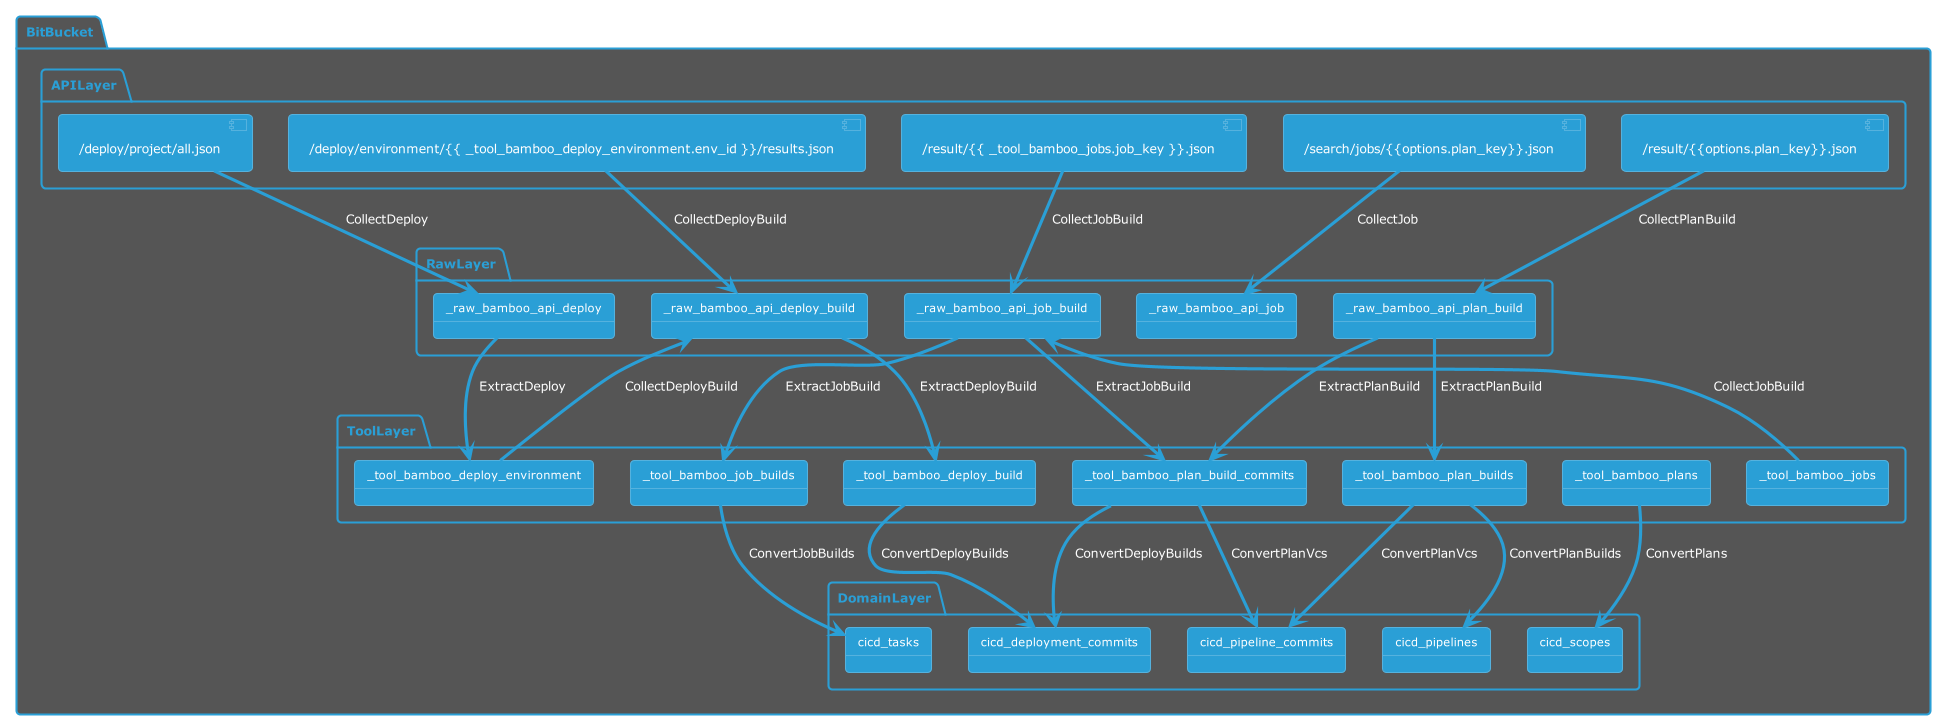 BitBucket
APILayer
/deploy/project/all.json
/deploy/environment/{{ _tool_bamboo_deploy_environment.env_id }}/results.json
/result/{{ _tool_bamboo_jobs.job_key }}.json
/search/jobs/{{options.plan_key}}.json
/result/{{options.plan_key}}.json
CollectDeploy
CollectDeployBuild
CollectJobBuild
CollectJob
CollectPlanBuild
RawLayer
_raw_bamboo_api_deploy
_raw_bamboo_api_deploy_build
_raw_bamboo_api_job_build
_raw_bamboo_api_job
_raw_bamboo_api_plan_build
ExtractDeploy
CollectDeployBuild
ExtractJobBuild
ExtractDeployBuild
ExtractJobBuild
ExtractPlanBuild
ExtractPlanBuild
CollectJobBuild
ToolLayer
_tool_bamboo_deploy_environment
_tool_bamboo_job_builds
_tool_bamboo_deploy_build
_tool_bamboo_plan_build_commits
_tool_bamboo_plan_builds
_tool_bamboo_plans
_tool_bamboo_jobs
ConvertJobBuilds
ConvertDeployBuilds
ConvertDeployBuilds
ConvertPlanVcs
ConvertPlanVcs
ConvertPlanBuilds
ConvertPlans
DomainLayer
cicd_tasks
cicd_deployment_commits
cicd_pipeline_commits
cicd_pipelines
cicd_scopes